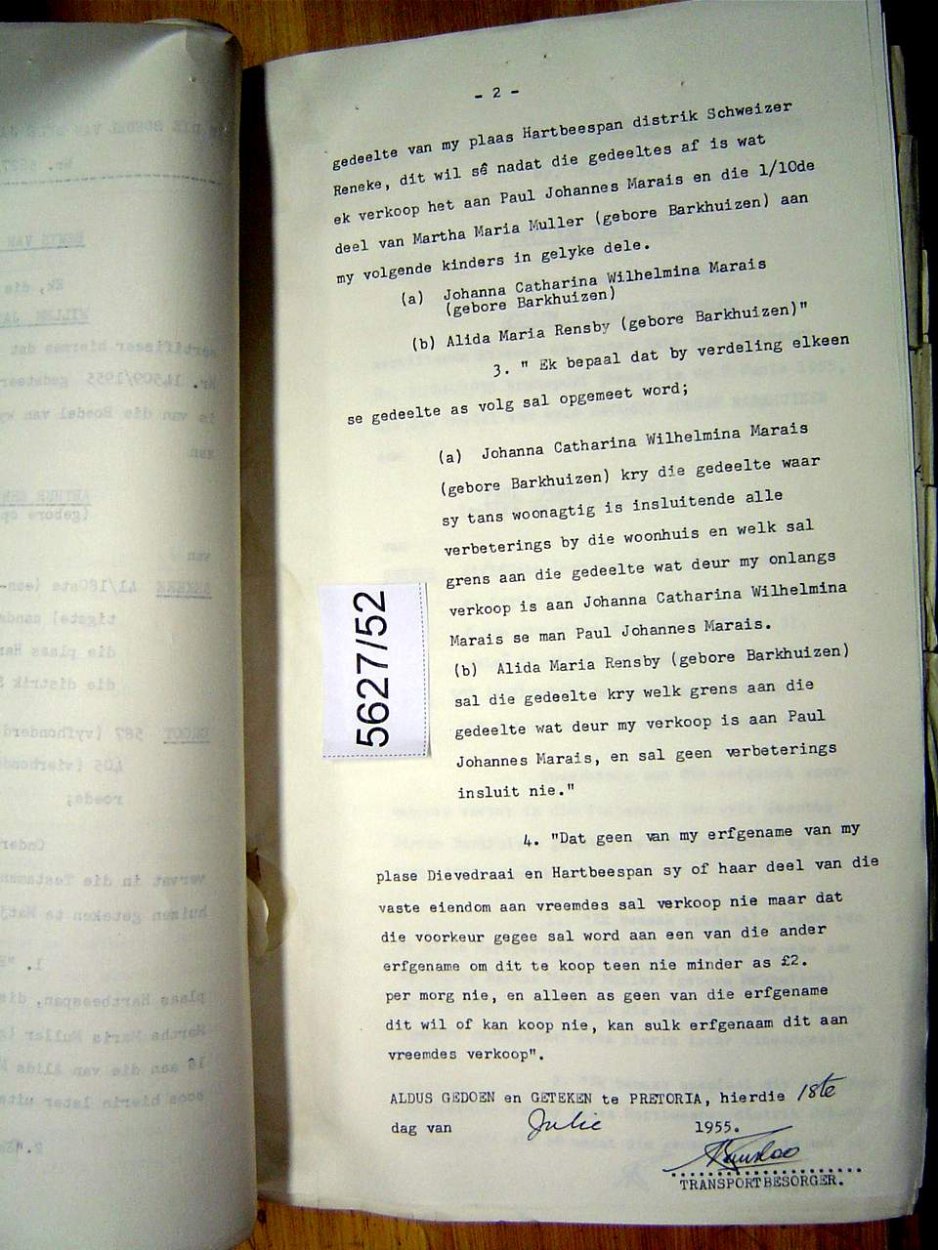 - 2 -
gedeelte van my plaas Hartbeespan distrik Schweizer
Reneke, dit wil sê nadat die gedeeltes af is wat
ek verkoop het aan Paul Johannes Marais en die 1/10de
deel van Martha Maria Muller (gebore Barkhuizen) aan
my volgende kinders in gelyke dele.
(a) Johanna Catharina Wilhelmina Marais
(gebore Barkhuizen)
(b) Alida Maria Rensby (gebore Barkhuizen)"
3. " Ek bepaal dat by verdeling elkeen
se gedeelte as volg sal opgemeet word;
(a) Johanna Catharina Wilhelmina Marais
(gebore Barkhuizen) kry die gedeelte waar
sy tans woonagtig is insluitende alle
verbeterings by die woonhuis en welk sal
grens aan die gedeelte wat deur my onlangs
verkoop is aan Johanna Catharina Wilhelmina
Marais se man Paul Johannes Marais.
(b) Alida Maria Rensby (gebore Barkhuizen)
sal die gedeelte kry welk grens aan die
gedeelte wat deur my verkoop is aan Paul
Johannes Marais, en sal geen verbeterings
insluit nie."
5627/52
4. "Dat geen van my erfgename van my
plase Dievedraai en Hartbeespan sy of haar deel van die
vaste eiendom aan vreemdes sal verkoop nie maar dat
die voorkeur gegee sal word aan een van die ander
erfgename om dit te koop teen nie minder as £2.
per morg nie, en alleen as geen van die erfgename
dit wil of kan koop nie, kan sulk erfgenaam dit aan
vreemdes verkoop".
ALDUS GEDOEN en GETEKEN te PRETORIA, hierdie 18te
dag van Julie 1955.
TRANSPORTBESORGER.